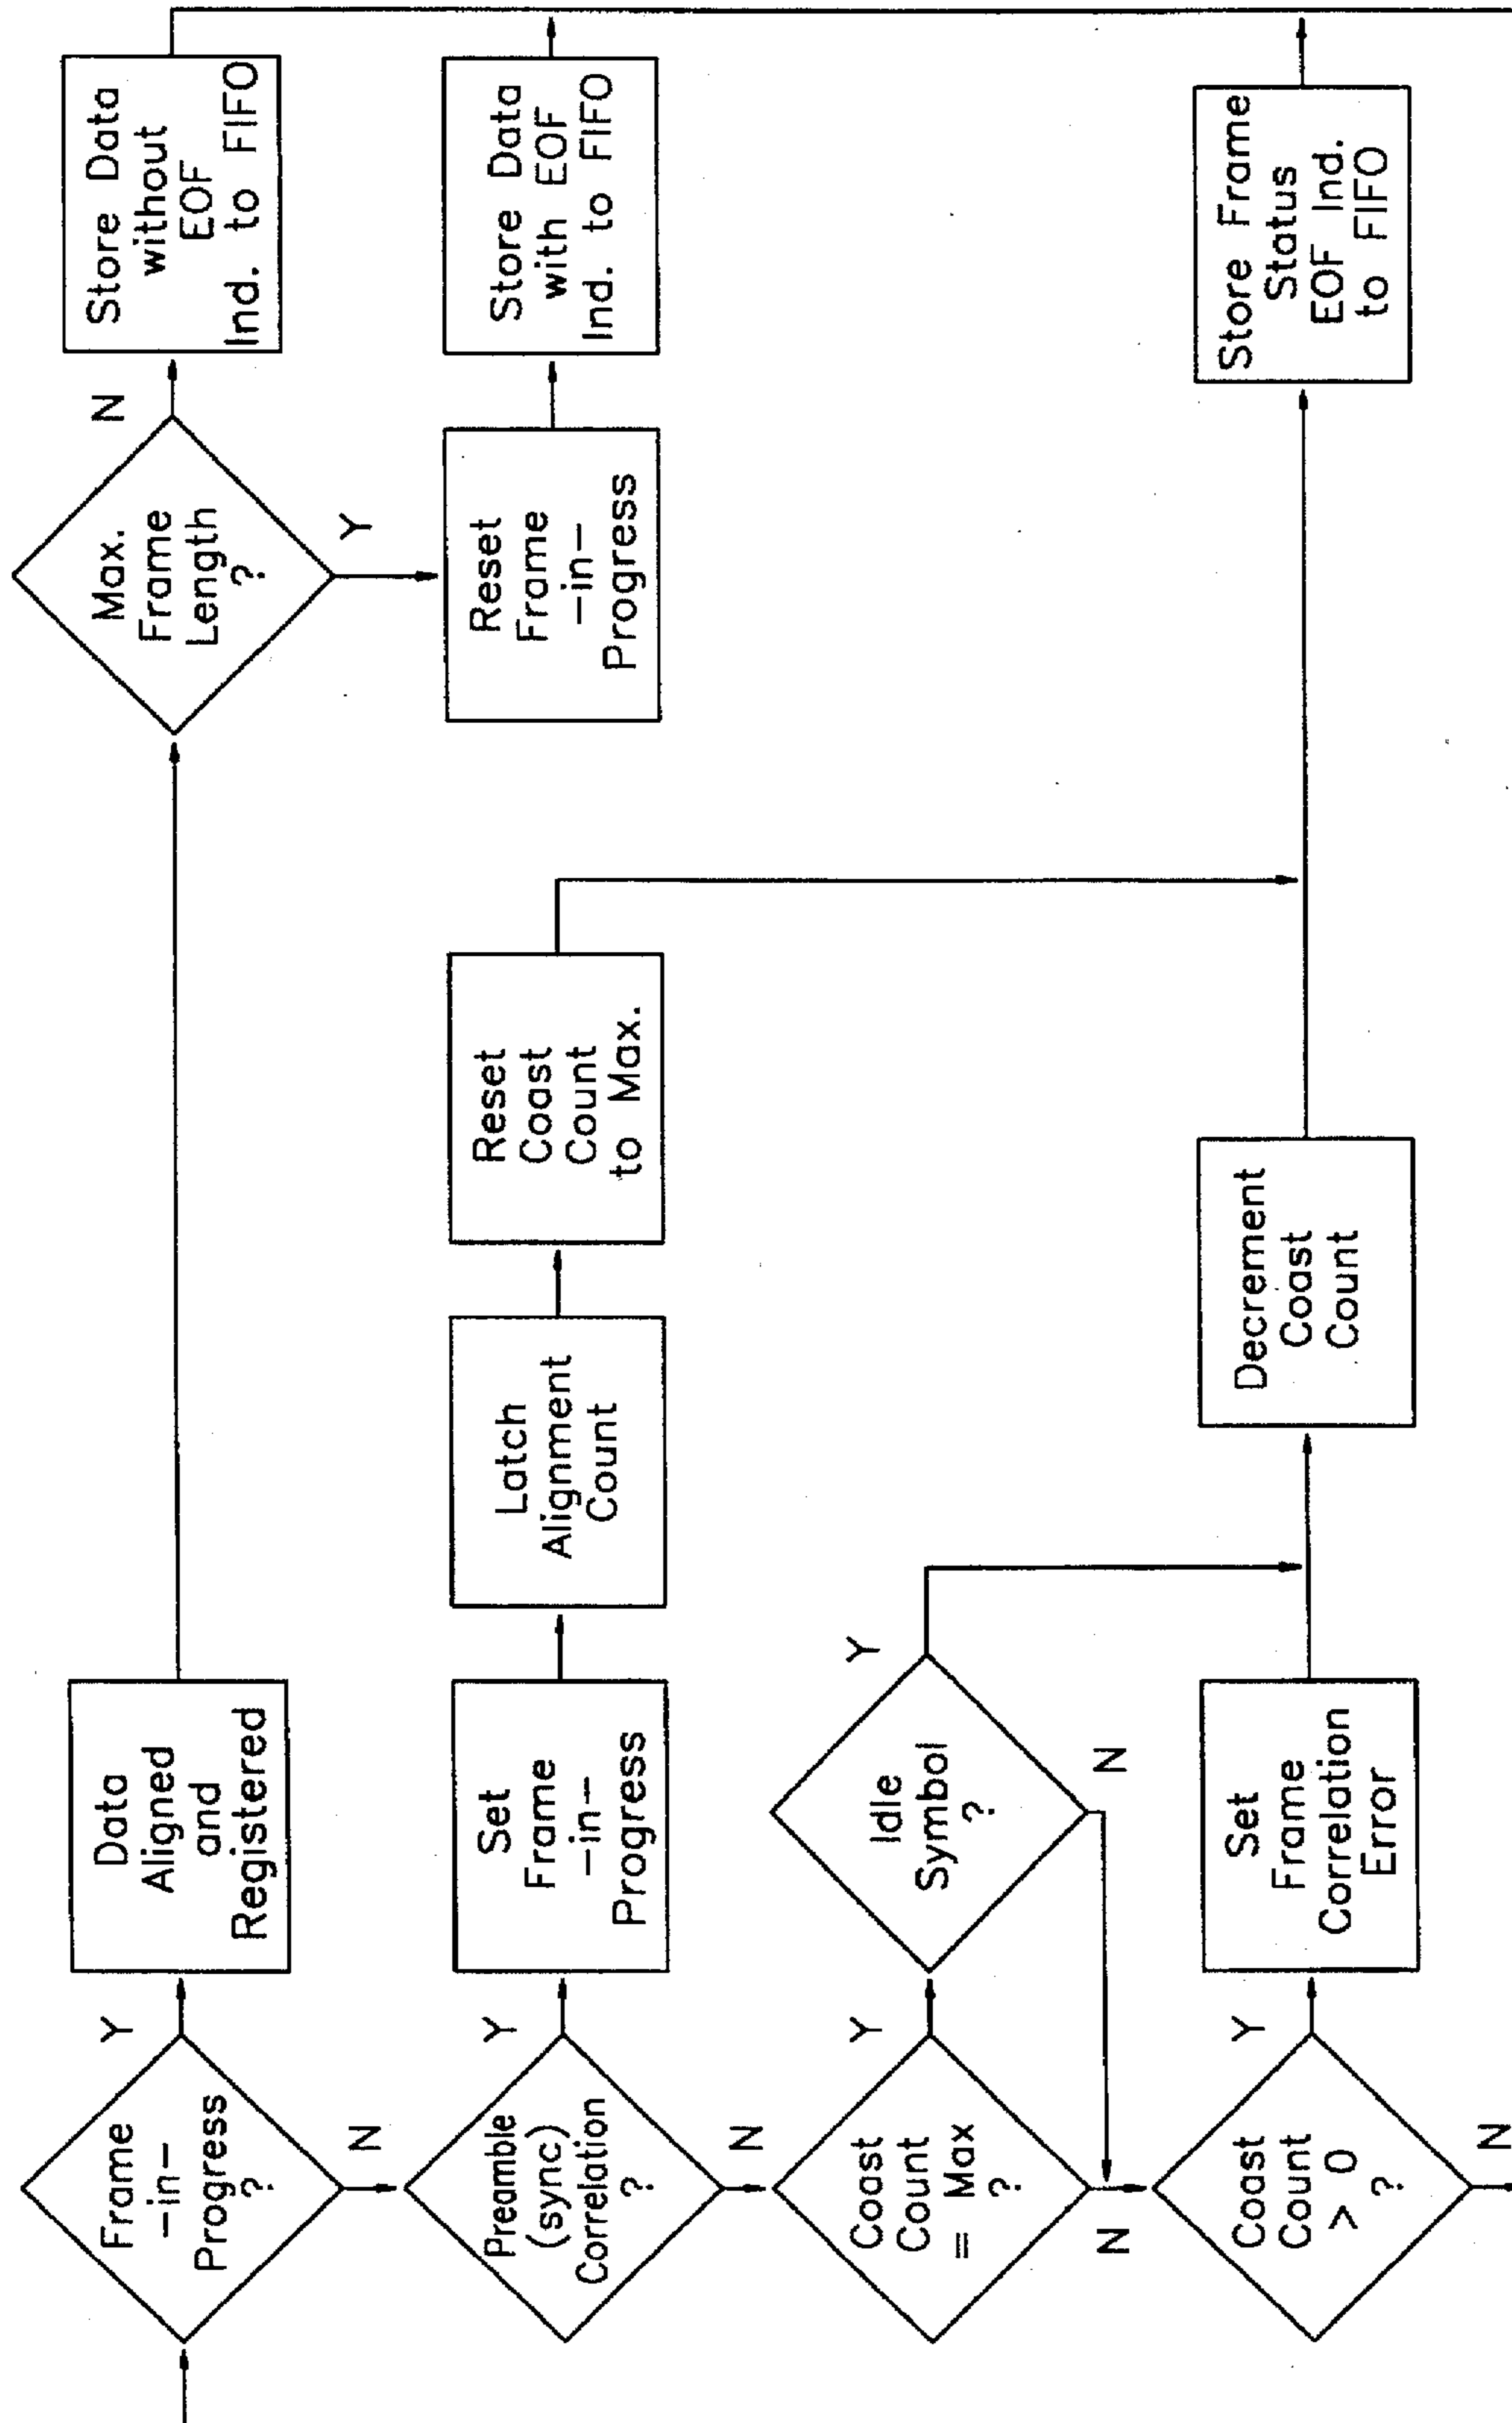 Frame
-in-
Progress
?
Y
N
Data
Aligned
and
Registered
Max.
Frame
Length
?
N
Y
Store Data
without
EOF
Ind. to FIFO
Preamble
(sync)
Correlation
?
Y
N
Set
Frame
-in-
Progress
Latch
Alignment
Count
Reset
Coast
Count
to Max.
Reset
Frame
-in-
Progress
Store Data
with EOF
Ind. to FIFO
Coast
Count
= Max
?
Y
N
Idle
Symbol
?
Y
N
Coast
Count
> 0
?
Y
N
Set
Frame
Correlation
Error
Decrement
Coast
Count
Store Frame
Status
EOF Ind.
to FIFO